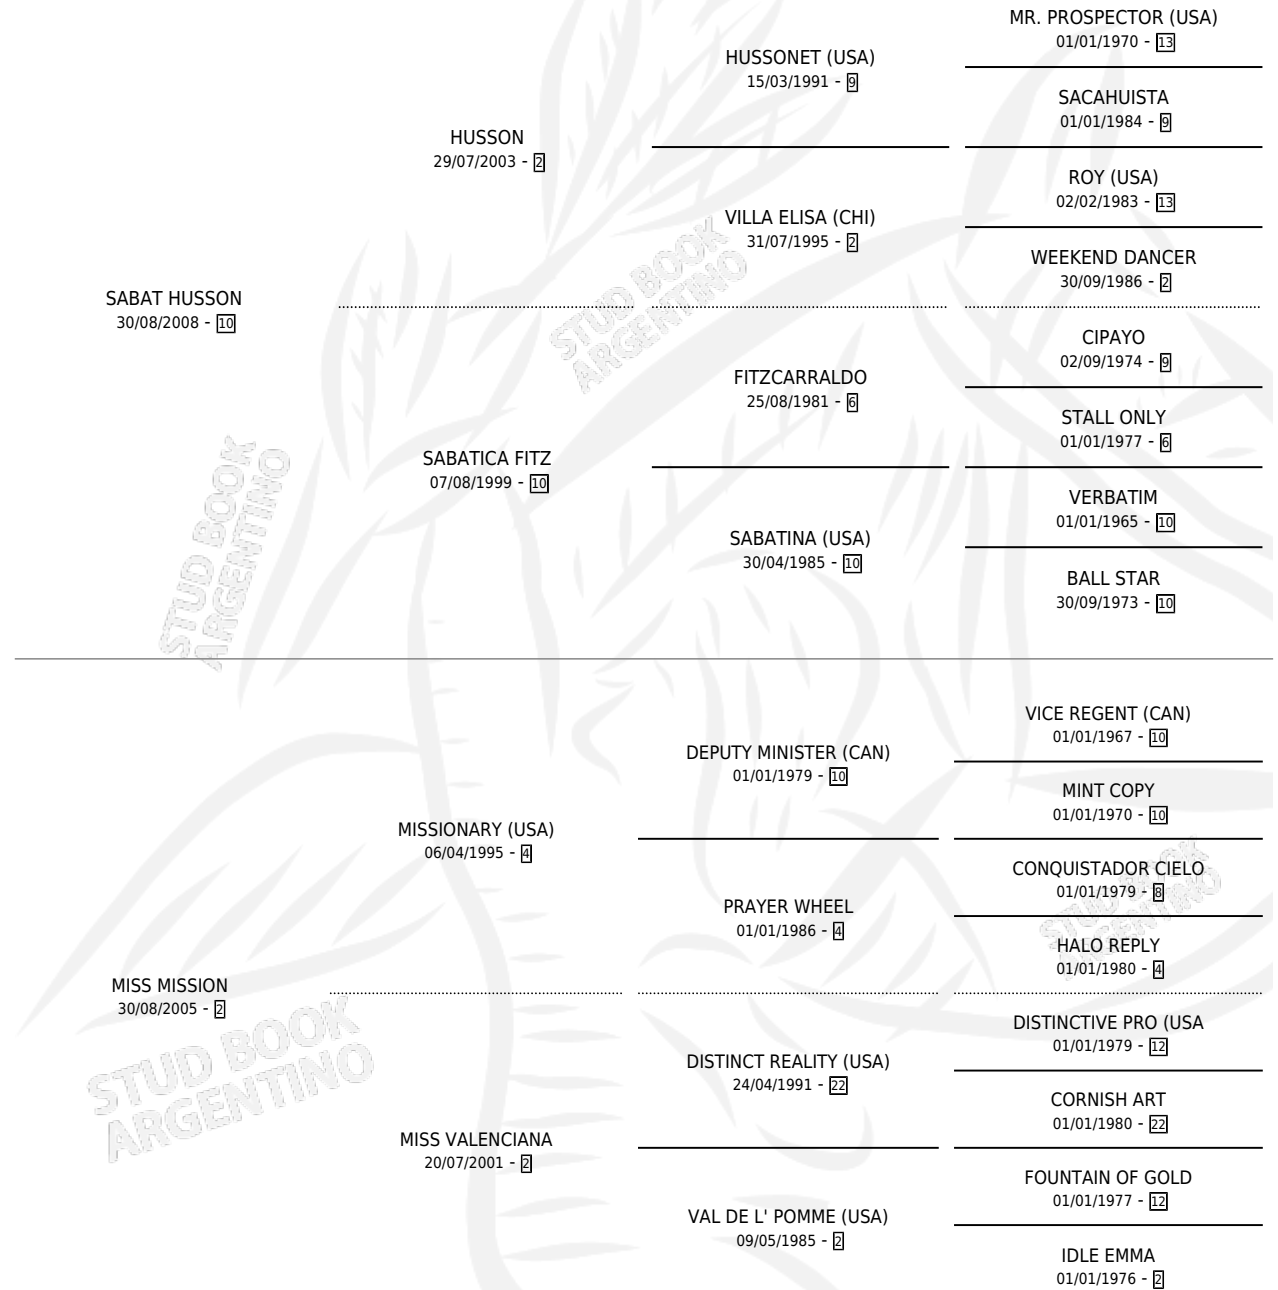 MR. PROSPECTOR (USA)
01/01/1970 - 13
HUSSONET (USA)
15/03/1991 - 9
SACAHUISTA
01/01/1984 - 9
HUSSON
29/07/2003 - 2
ROY (USA)
02/02/1983 - 13
VILLA ELISA (CHI)
31/07/1995 - 2
WEEKEND DANCER
30/09/1986 - 2
SABAT HUSSON
30/08/2008 - 10
CIPAYO
02/09/1974 - 9
FITZCARRALDO
25/08/1981 - 6
STALL ONLY
01/01/1977 - 6
SABATICA FITZ
07/08/1999 - 10
VERBATIM
01/01/1965 - 10
SABATINA (USA)
30/04/1985 - 10
BALL STAR
30/09/1973 - 10
STUD BOOK
ARGENTINO
STUD BOOK
ARGENTINO
VICE REGENT (CAN)
01/01/1967 - 10
DEPUTY MINISTER (CAN)
01/01/1979 - 10
MINT COPY
01/01/1970 - 10
MISSIONARY (USA)
06/04/1995 - 4
CONQUISTADOR CIELO
01/01/1979 - 8
PRAYER WHEEL
01/01/1986 - 4
HALO REPLY
01/01/1980 - 4
MISS MISSION
30/08/2005 - 2
DISTINCTIVE PRO (USA
01/01/1979 - 12
DISTINCT REALITY (USA)
24/04/1991 - 22
CORNISH ART
01/01/1980 - 22
MISS VALENCIANA
20/07/2001 - 2
FOUNTAIN OF GOLD
01/01/1977 - 12
VAL DE L' POMME (USA)
09/05/1985 - 2
IDLE EMMA
01/01/1976 - 2
STUD BOOK
ARGENTINO
STUD BOOK
ARGENTINO